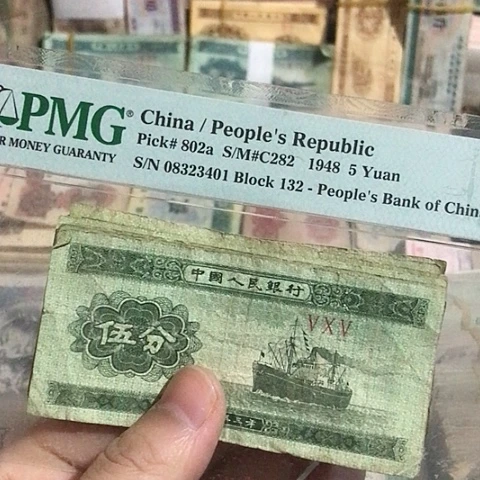 PMG®
China / People's Republic
Pick# 802a S/M#C282 1948 5 Yuan
R MONEY GUARANTY
S/N 08323401 Block 132 - People's Bank of Chin
中國人民銀行
VXV
伍分